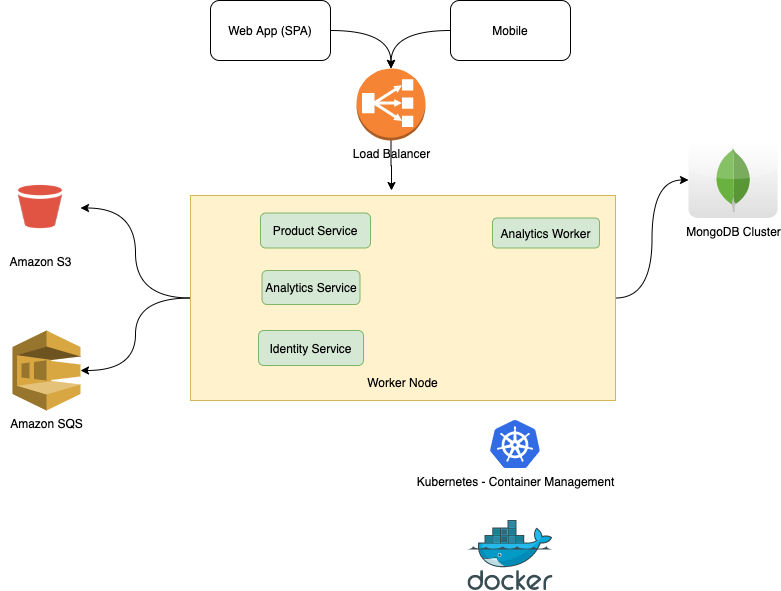 Web App (SPA)
Mobile
Load Balancer
Product Service
Analytics Worker
MongoDB Cluster
Amazon S3
Analytics Service
Identity Service
Worker Node
Amazon SQS
Kubernetes - Container Management
docker